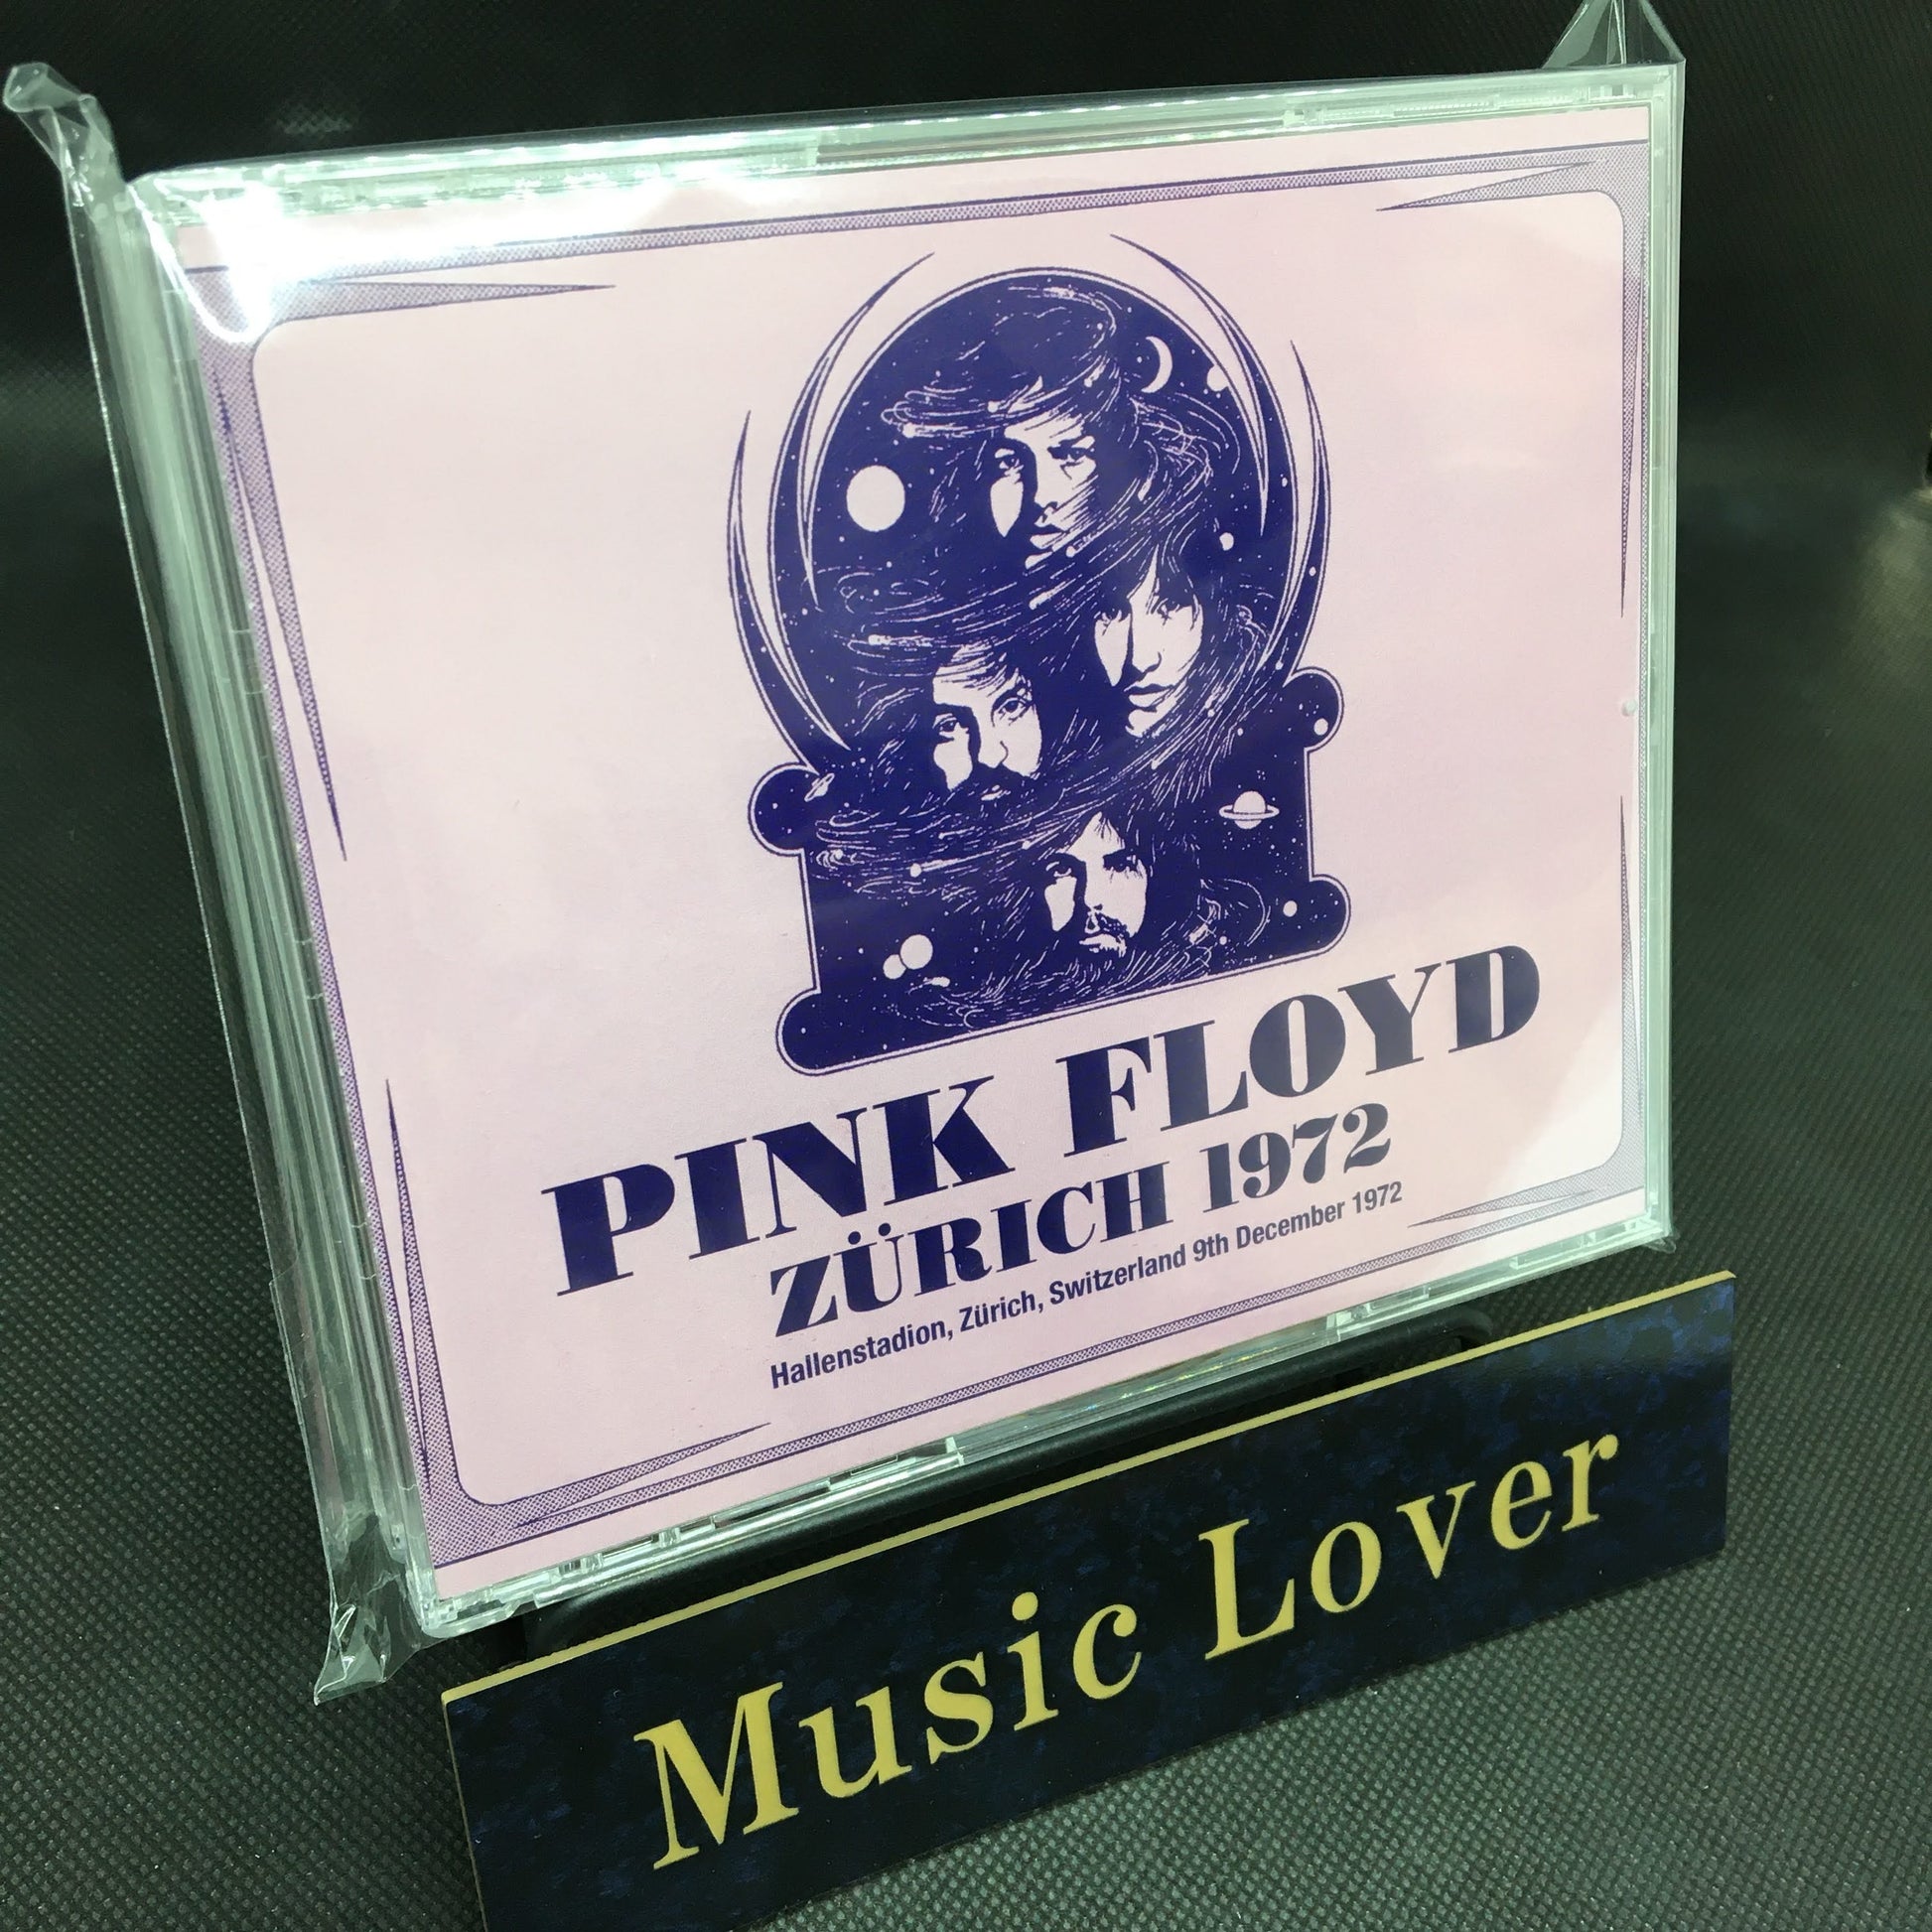 PINK FLOYD
ZÜRICH 1972
Hallenstadion, Zürich, Switzerland 9th December 1972
Music Lover